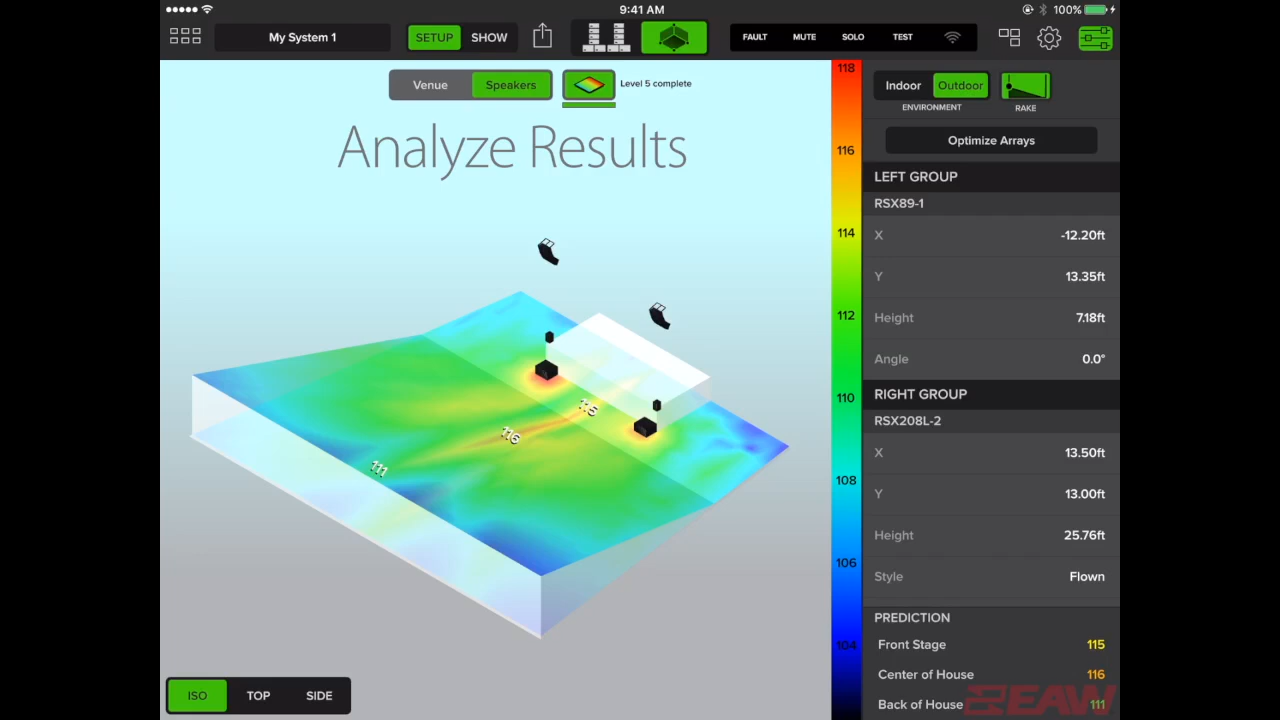 9:41 AM
100%
My System 1
SETUP
SHOW
FAULT
MUTE
SOLO
TEST
Venue
Speakers
Level 5 complete
Analyze Results
118
116
114
112
110
108
106
104
115
116
111
ISO
TOP
SIDE
Indoor
Outdoor
ENVIRONMENT
RAKE
Optimize Arrays
LEFT GROUP
RSX89-1
X -12.20ft
Y 13.35ft
Height 7.18ft
Angle 0.0°
RIGHT GROUP
RSX208L-2
X 13.50ft
Y 13.00ft
Height 25.76ft
Style Flown
PREDICTION
Front Stage 115
Center of House 116
Back of House 111
EAW